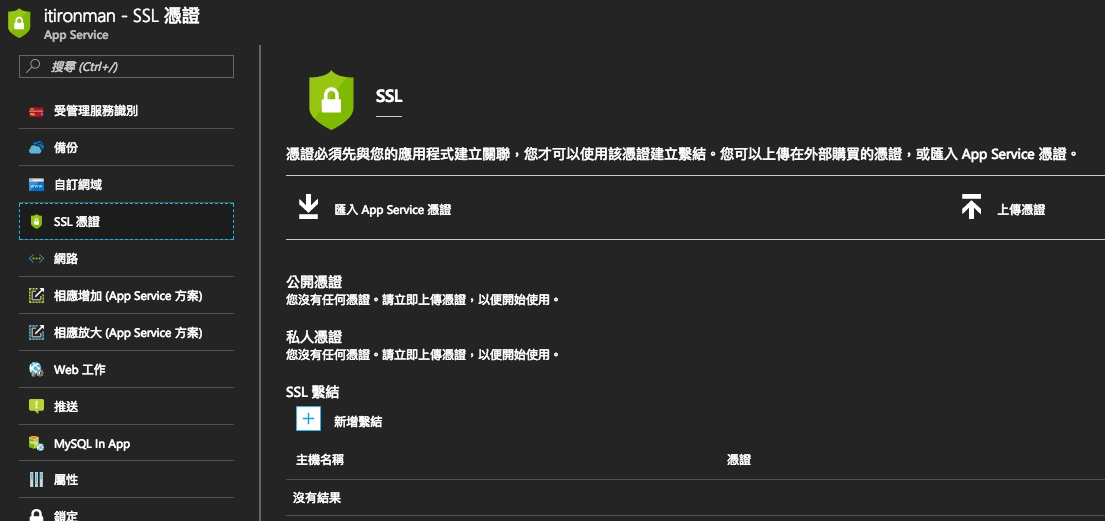 itironman - SSL 憑證
App Service
搜尋 (Ctrl+/)
受管理服務識別
備份
自訂網域
SSL 憑證
網路
相應增加 (App Service 方案)
相應放大 (App Service 方案)
Web 工作
推送
MySQL In App
屬性
鎖定
SSL
憑證必須先與您的應用程式建立關聯，您才可以使用該憑證建立繫結。您可以上傳在外部購買的憑證，或匯入 App Service 憑證。
匯入 App Service 憑證
上傳憑證
公開憑證
您沒有任何憑證。請立即上傳憑證，以便開始使用。
私人憑證
您沒有任何憑證。請立即上傳憑證，以便開始使用。
SSL 繫結
新增繫結
主機名稱 憑證
沒有結果